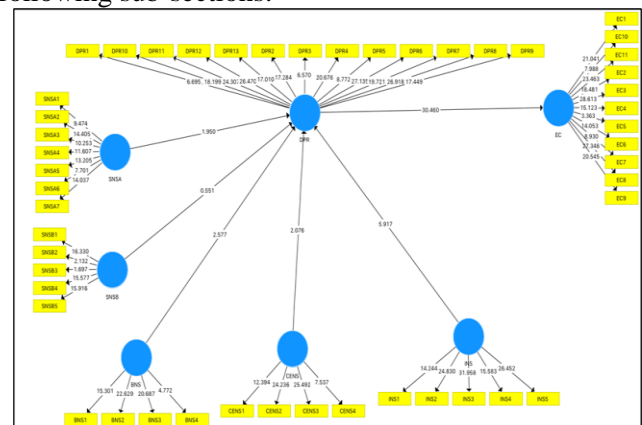 following sub-sections.
DPR1 DPR10 DPR11 DPR12 DPR13 DPR2 DPR3 DPR4 DPR5 DPR6 DPR7 DPR8 DPR9
6.695 18.199 24.307 26.470 17.010 17.284 6.570 20.676 8.772 27.135 19.721 26.918 17.449
EC1
EC10
EC11
EC2
EC3
EC4
EC5
EC6
EC7
EC8
EC9
21.041
7.988
23.463
18.481
28.613
15.123
3.363
14.053
8.930
27.346
20.545
EC
DPR
30.460
SNSA1
SNSA2
SNSA3
SNSA4
SNSA5
SNSA6
SNSA7
9.474
14.405
10.253
11.607
13.205
7.701
14.037
SNSA
1.950
SNSB1
SNSB2
SNSB3
SNSB4
SNSB5
16.330
2.132
1.697
15.577
15.916
SNSB
0.551
2.577
2.076
5.917
BNS
15.301 22.629 20.687 4.772
BNS1 BNS2 BNS3 BNS4
CENS
12.394 24.236 25.492 7.537
CENS1 CENS2 CENS3 CENS4
INS
14.244 24.830 31.958 15.583 26.452
INS1 INS2 INS3 INS4 INS5